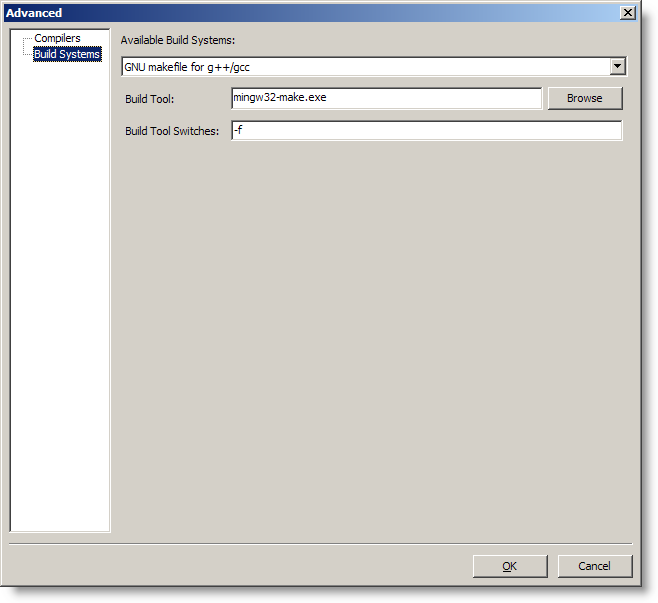 Advanced
Compilers
Build Systems
Available Build Systems:
GNU makefile for g++/gcc
Build Tool:
mingw32-make.exe
Browse
Build Tool Switches:
-f
OK
Cancel